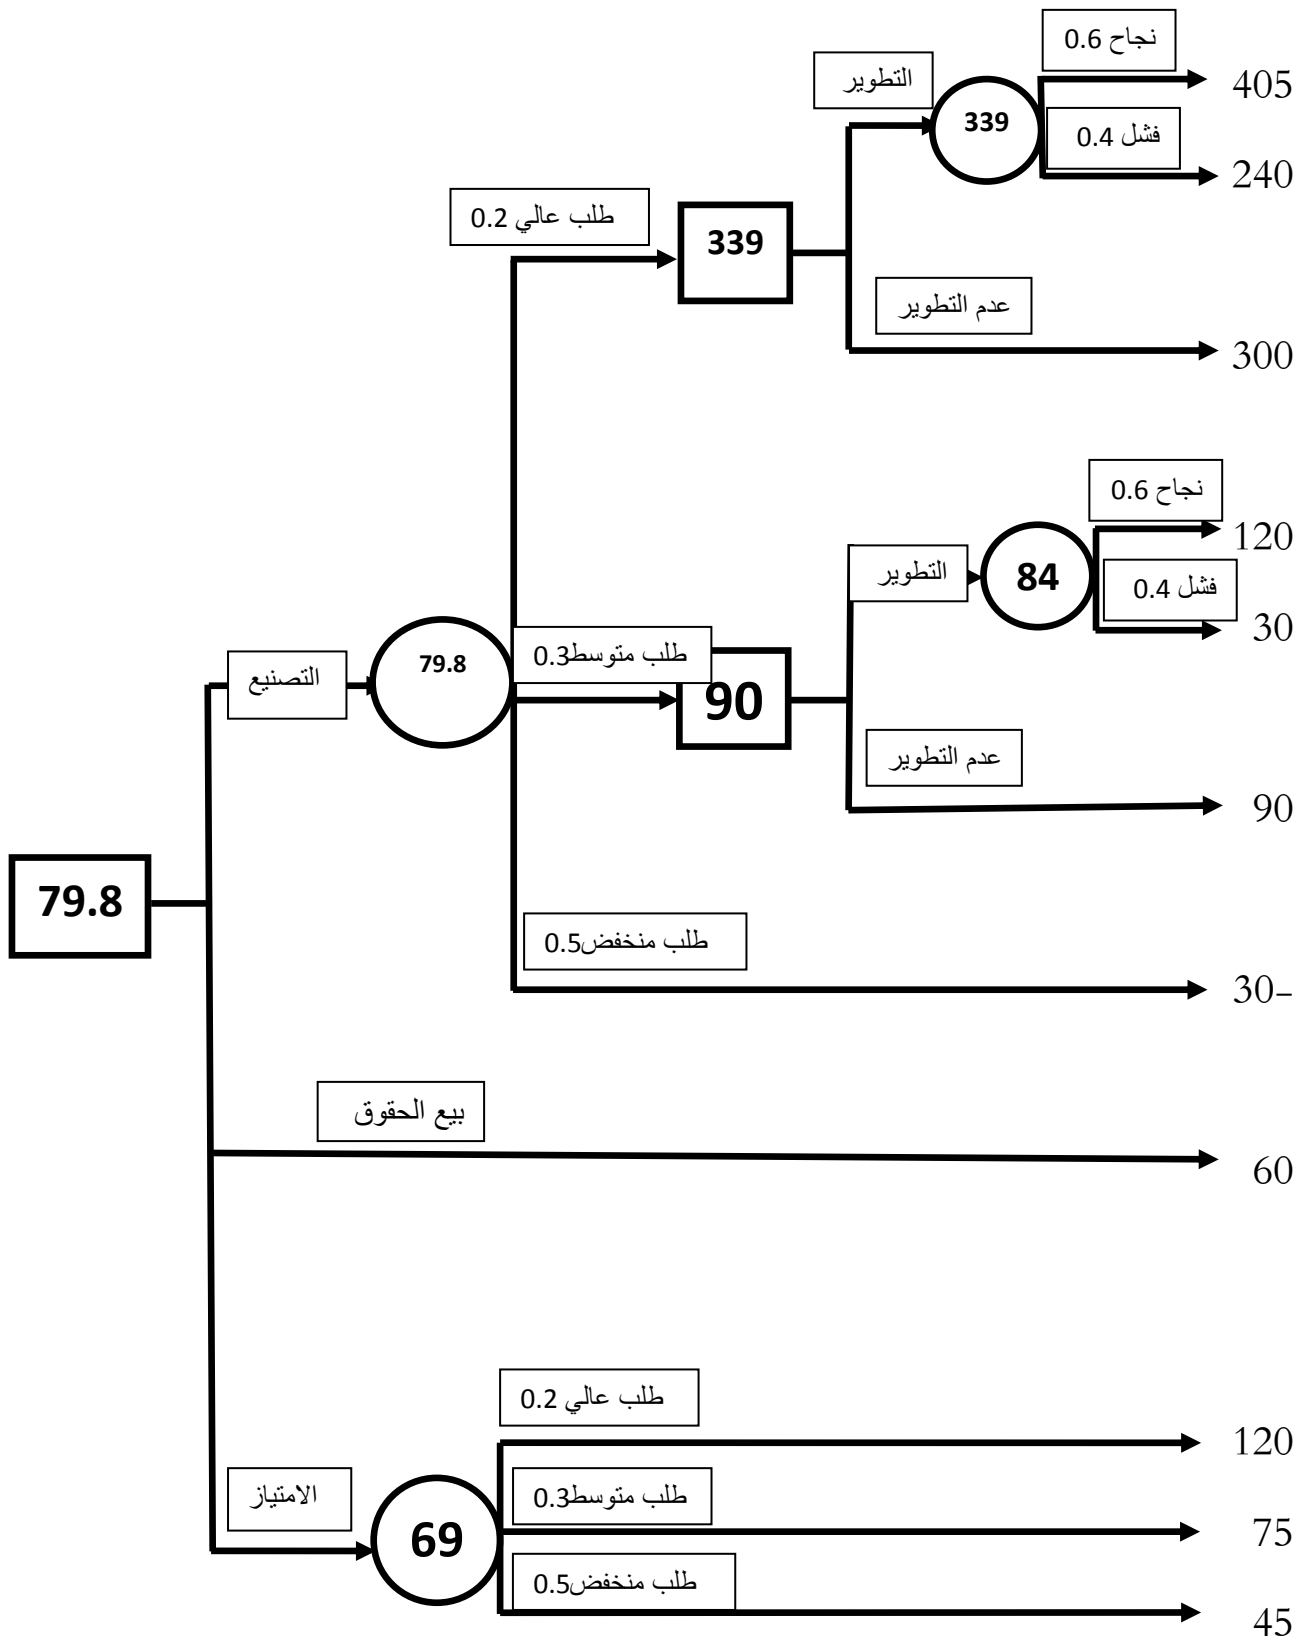 نجاح 0.6
405
التطوير
339
فشل 0.4
240
طلب عالي 0.2
339
عدم التطوير
300
نجاح 0.6
120
التطوير
84
فشل 0.4
30
79.8
طلب متوسط0.3
90
التصنيع
عدم التطوير
90
79.8
طلب منخفض0.5
30-
بيع الحقوق
60
طلب عالي 0.2
120
الامتياز
69
طلب متوسط0.3
75
طلب منخفض0.5
45